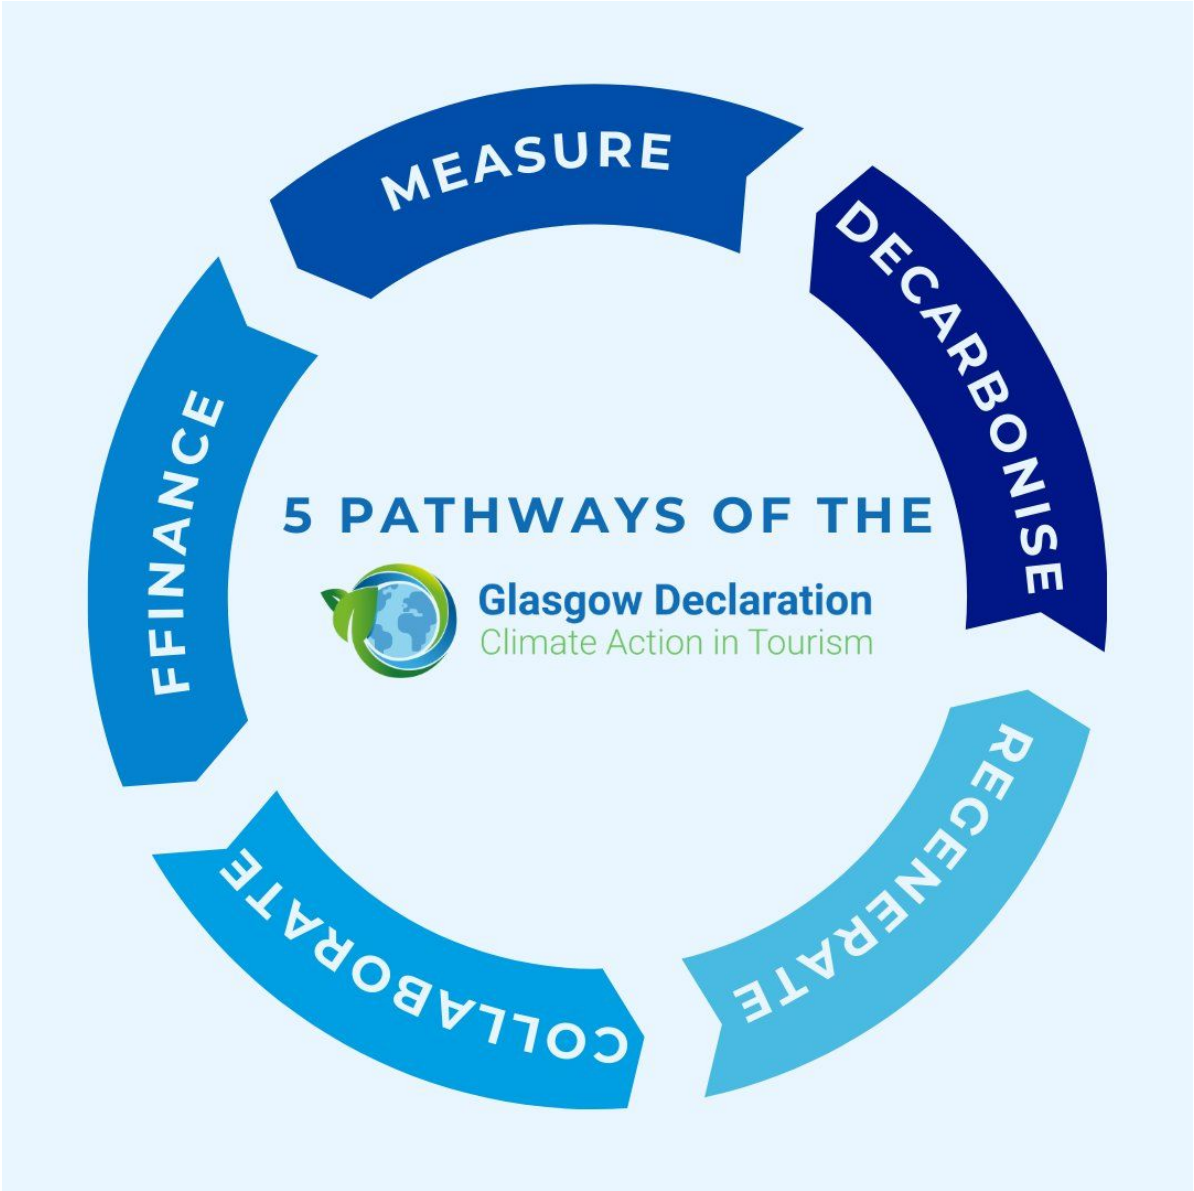 MEASURE
DECARBONISE
REGENERATE
COLLABORATE
FFINANCE
5 PATHWAYS OF THE
Glasgow Declaration
Climate Action in Tourism